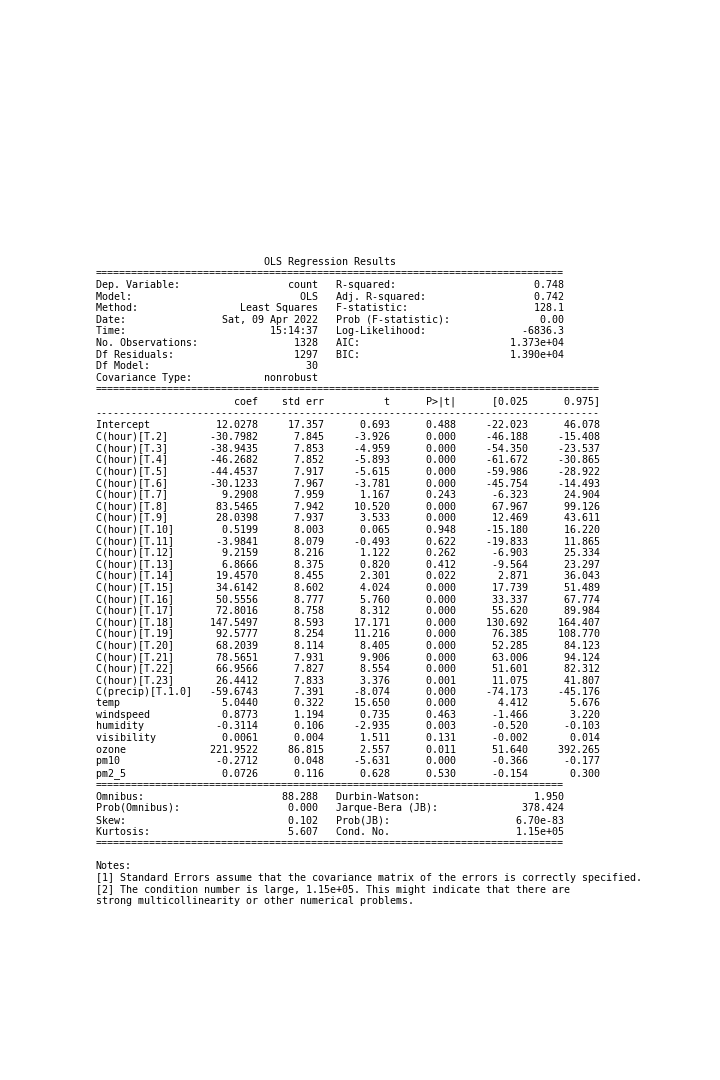 OLS Regression Results
==============================================================================
Dep. Variable:                  count   R-squared:                       0.748
Model:                            OLS   Adj. R-squared:                  0.742
Method:                 Least Squares   F-statistic:                     128.1
Date:                Sat, 09 Apr 2022   Prob (F-statistic):               0.00
Time:                        15:14:37   Log-Likelihood:                -6836.3
No. Observations:                1328   AIC:                         1.373e+04
Df Residuals:                    1297   BIC:                         1.390e+04
Df Model:                          30
Covariance Type:            nonrobust
====================================================================================
                       coef    std err          t      P>|t|      [0.025      0.975]
------------------------------------------------------------------------------------
Intercept           12.0278     17.357      0.693      0.488     -22.023      46.078
C(hour)[T.2]       -30.7982      7.845     -3.926      0.000     -46.188     -15.408
C(hour)[T.3]       -38.9435      7.853     -4.959      0.000     -54.350     -23.537
C(hour)[T.4]       -46.2682      7.852     -5.893      0.000     -61.672     -30.865
C(hour)[T.5]       -44.4537      7.917     -5.615      0.000     -59.986     -28.922
C(hour)[T.6]       -30.1233      7.967     -3.781      0.000     -45.754     -14.493
C(hour)[T.7]         9.2908      7.959      1.167      0.243      -6.323      24.904
C(hour)[T.8]        83.5465      7.942     10.520      0.000      67.967      99.126
C(hour)[T.9]        28.0398      7.937      3.533      0.000      12.469      43.611
C(hour)[T.10]        0.5199      8.003      0.065      0.948     -15.180      16.220
C(hour)[T.11]       -3.9841      8.079     -0.493      0.622     -19.833      11.865
C(hour)[T.12]        9.2159      8.216      1.122      0.262      -6.903      25.334
C(hour)[T.13]        6.8666      8.375      0.820      0.412      -9.564      23.297
C(hour)[T.14]       19.4570      8.455      2.301      0.022       2.871      36.043
C(hour)[T.15]       34.6142      8.602      4.024      0.000      17.739      51.489
C(hour)[T.16]       50.5556      8.777      5.760      0.000      33.337      67.774
C(hour)[T.17]       72.8016      8.758      8.312      0.000      55.620      89.984
C(hour)[T.18]      147.5497      8.593     17.171      0.000     130.692     164.407
C(hour)[T.19]       92.5777      8.254     11.216      0.000      76.385     108.770
C(hour)[T.20]       68.2039      8.114      8.405      0.000      52.285      84.123
C(hour)[T.21]       78.5651      7.931      9.906      0.000      63.006      94.124
C(hour)[T.22]       66.9566      7.827      8.554      0.000      51.601      82.312
C(hour)[T.23]       26.4412      7.833      3.376      0.001      11.075      41.807
C(precip)[T.1.0]   -59.6743      7.391     -8.074      0.000     -74.173     -45.176
temp                 5.0440      0.322     15.650      0.000       4.412       5.676
windspeed            0.8773      1.194      0.735      0.463      -1.466       3.220
humidity            -0.3114      0.106     -2.935      0.003      -0.520      -0.103
visibility           0.0061      0.004      1.511      0.131      -0.002       0.014
ozone              221.9522     86.815      2.557      0.011      51.640     392.265
pm10                -0.2712      0.048     -5.631      0.000      -0.366      -0.177
pm2_5                0.0726      0.116      0.628      0.530      -0.154       0.300
==============================================================================
Omnibus:                       88.288   Durbin-Watson:                   1.950
Prob(Omnibus):                  0.000   Jarque-Bera (JB):              378.424
Skew:                           0.102   Prob(JB):                     6.70e-83
Kurtosis:                       5.607   Cond. No.                     1.15e+05
==============================================================================
Notes:
[1] Standard Errors assume that the covariance matrix of the errors is correctly specified.
[2] The condition number is large, 1.15e+05. This might indicate that there are
strong multicollinearity or other numerical problems.